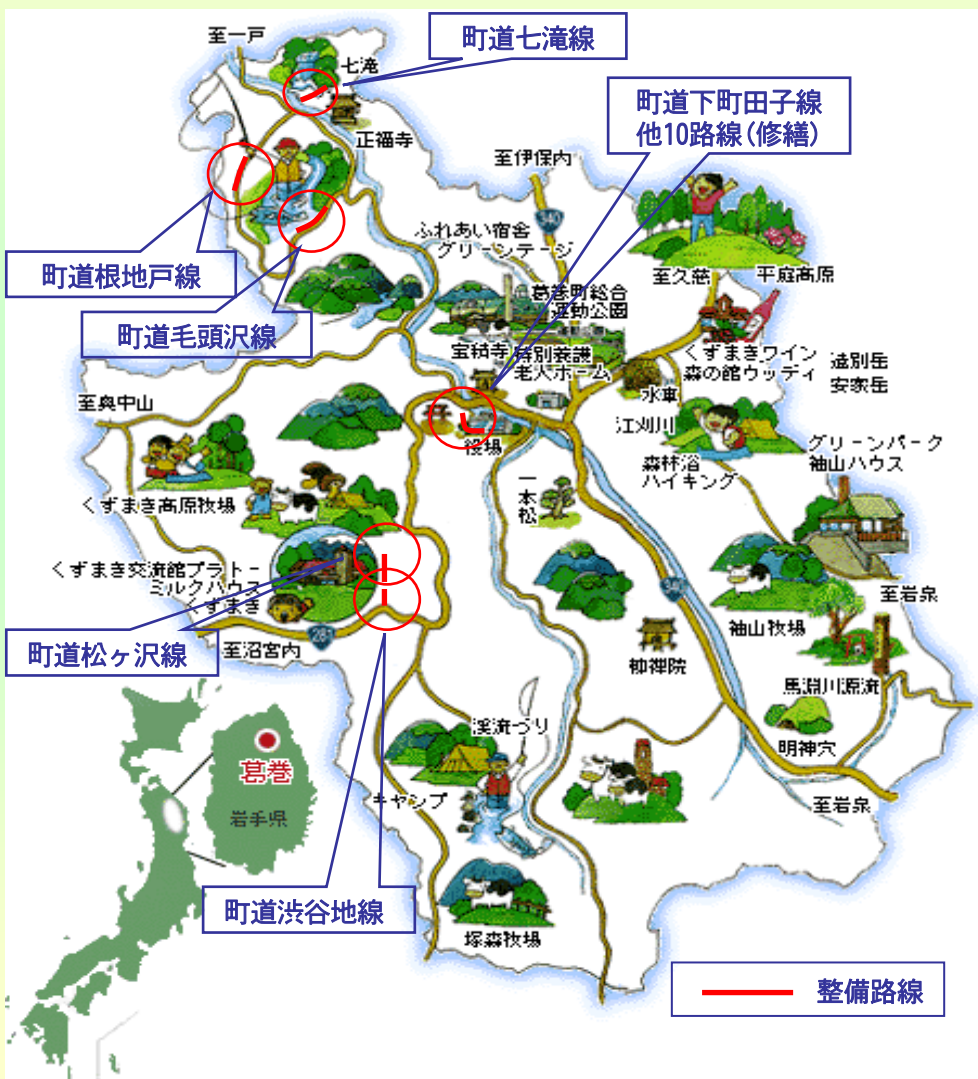 至一戸
町道七滝線
七滝
正福寺
町道下町田子線
他10路線(修繕)
至伊保内
340
町道根地戸線
町道毛頭沢線
ふれあい宿舎
グリーンテージ
至久慈
平庭高原
葛巻町総合
運動公園
宝積寺
特別養護
老人ホーム
くずまきワイン
森の館ウッディ
遠別岳
安家岳
水車
至奥中山
役場
江刈川
森林浴
ハイキング
グリーンパーク
袖山ハウス
くずまき高原牧場
一本松
くずまき交流館プラトー
ミルクハウス
くずまき
340
至岩泉
袖山牧場
町道松ヶ沢線
281
至沼宮内
柳禅院
馬淵川源流
明神穴
渓流づり
キャンプ
至岩泉
葛巻
岩手県
町道渋谷地線
塚森牧場
整備路線